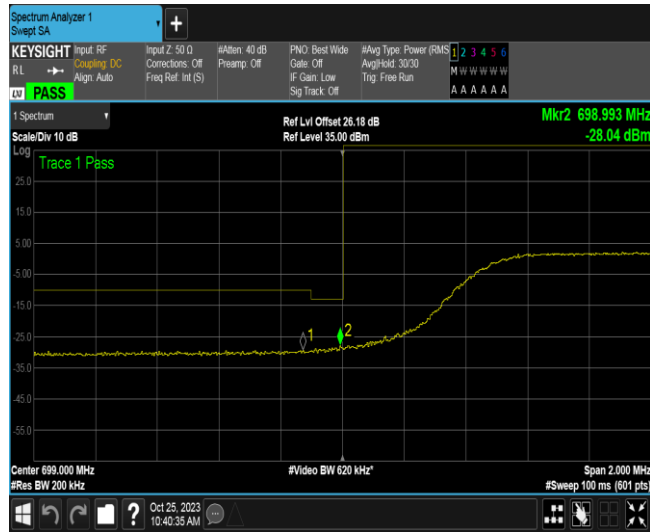 Spectrum Analyzer 1
Swept SA
+
KEYSIGHT
RL
LXI PASS
Input: RF
Coupling: DC
Align: Auto
Input Z: 50 Ω
Corrections: Off
Freq Ref: Int (S)
#Atten: 40 dB
Preamp: Off
PNO: Best Wide
Gate: Off
IF Gain: Low
Sig Track: Off
#Avg Type: Power (RMS
Avg|Hold: 30/30
Trig: Free Run
1 2 3 4 5 6
M W W W W W
A A A A A A
1 Spectrum
Scale/Div 10 dB
Log
Ref Lvl Offset 26.18 dB
Ref Level 35.00 dBm
Mkr2 698.993 MHz
-28.04 dBm
Trace 1 Pass
25.0
15.0
5.00
-5.00
-15.0
-25.0
1
2
-35.0
-45.0
-55.0
Center 699.000 MHz
#Res BW 200 kHz
#Video BW 620 kHz*
Span 2.000 MHz
#Sweep 100 ms (601 pts)
?
Oct 25, 2023
10:40:35 AM